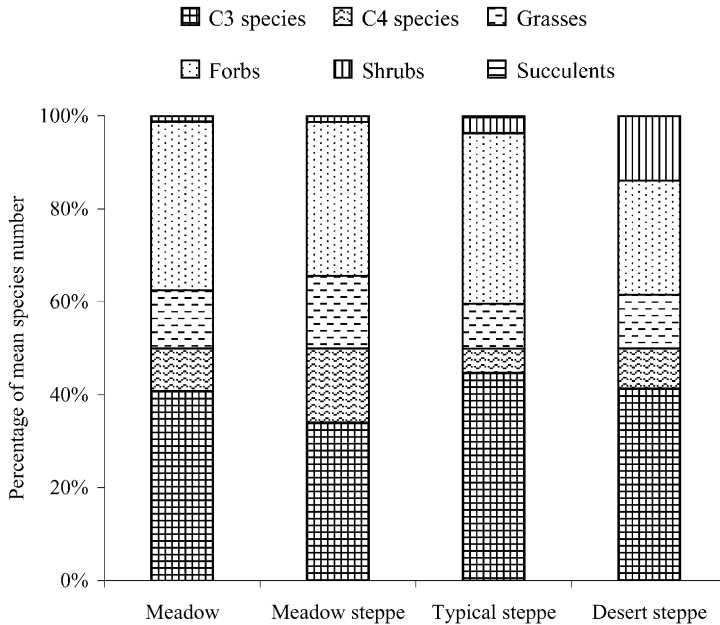 C3 species C4 species Grasses
Forbs Shrubs Succulents
100%
80%
60%
40%
20%
0%
Percentage of mean species number
Meadow Meadow steppe Typical steppe Desert steppe